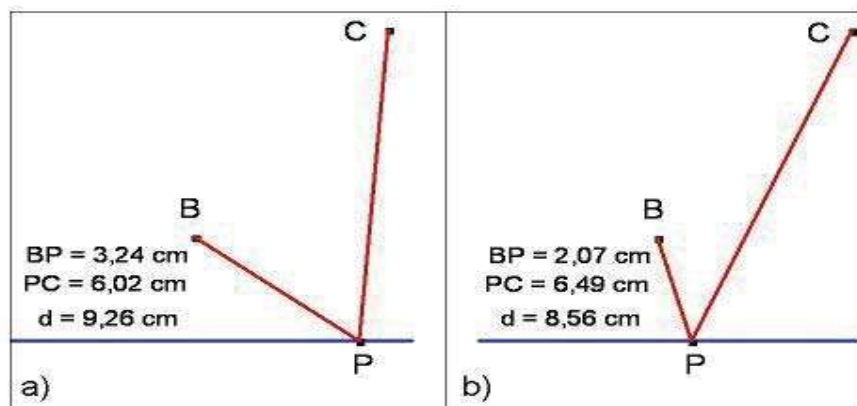 C
B
BP = 3,24 cm
PC = 6,02 cm
d = 9,26 cm
P
a)
C
B
BP = 2,07 cm
PC = 6,49 cm
d = 8,56 cm
P
b)